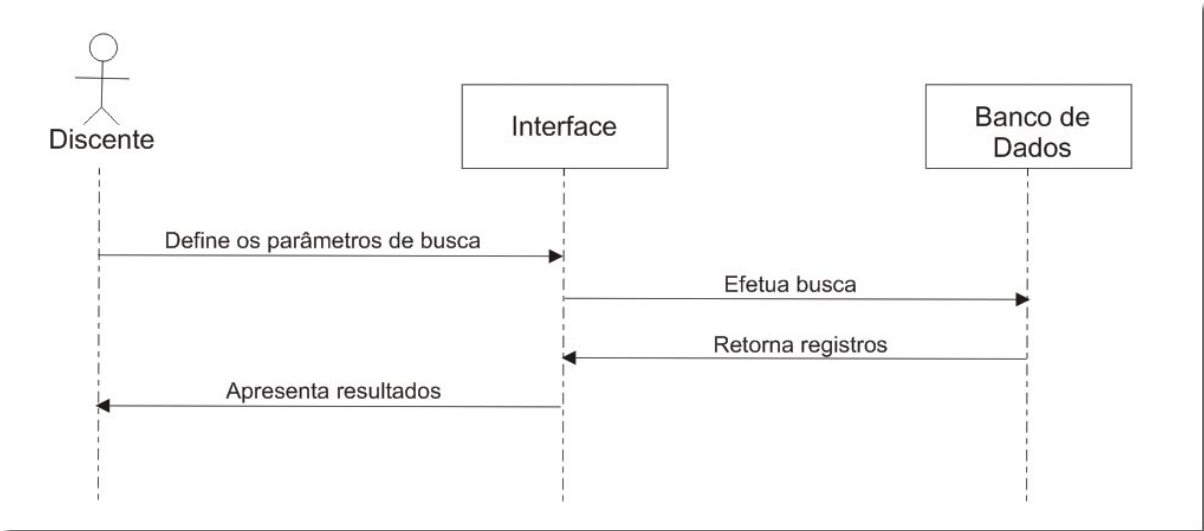 Discente
Interface
Banco de
Dados
Define os parâmetros de busca
Efetua busca
Retorna registros
Apresenta resultados